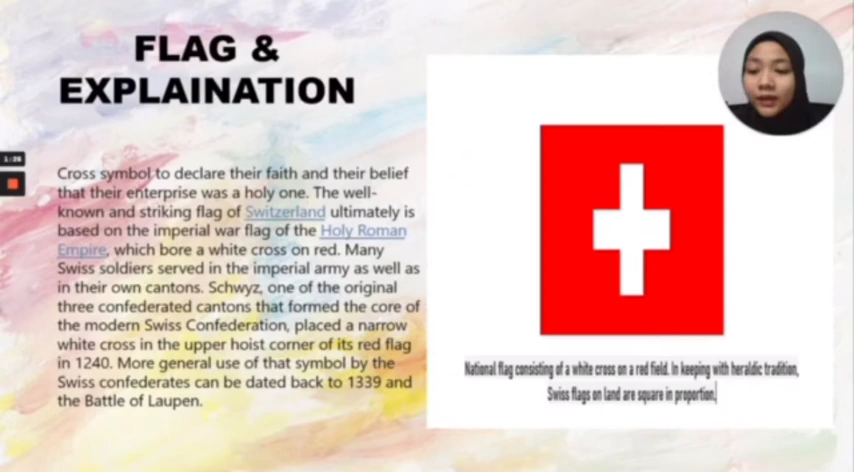 FLAG &
EXPLAINATION
1:26
Cross symbol to declare their faith and their belief
that their enterprise was a holy one. The well-
known and striking flag of Switzerland ultimately is
based on the imperial war flag of the Holy Roman
Empire, which bore a white cross on red. Many
Swiss soldiers served in the imperial army as well as
in their own cantons. Schwyz, one of the original
three confederated cantons that formed the core of
the modern Swiss Confederation, placed a narrow
white cross in the upper hoist corner of its red flag
in 1240. More general use of that symbol by the
Swiss confederates can be dated back to 1339 and
the Battle of Laupen.
National flag consisting of a white cross on a red field. In keeping with heraldic tradition,
Swiss flags on land are square in proportion.